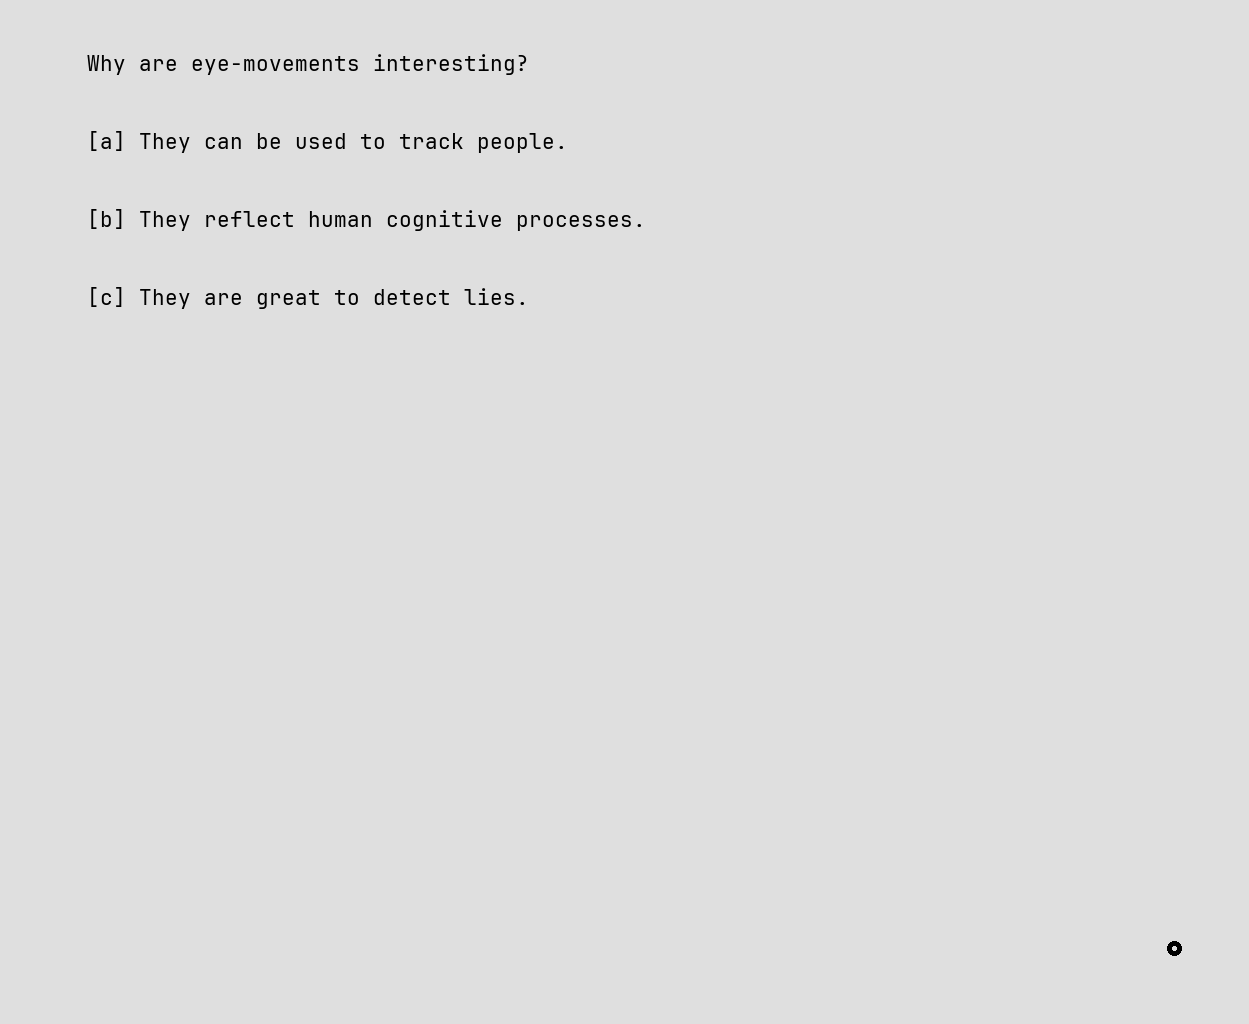 Why are eye-movements interesting?
[a] They can be used to track people.
[b] They reflect human cognitive processes.
[c] They are great to detect lies.